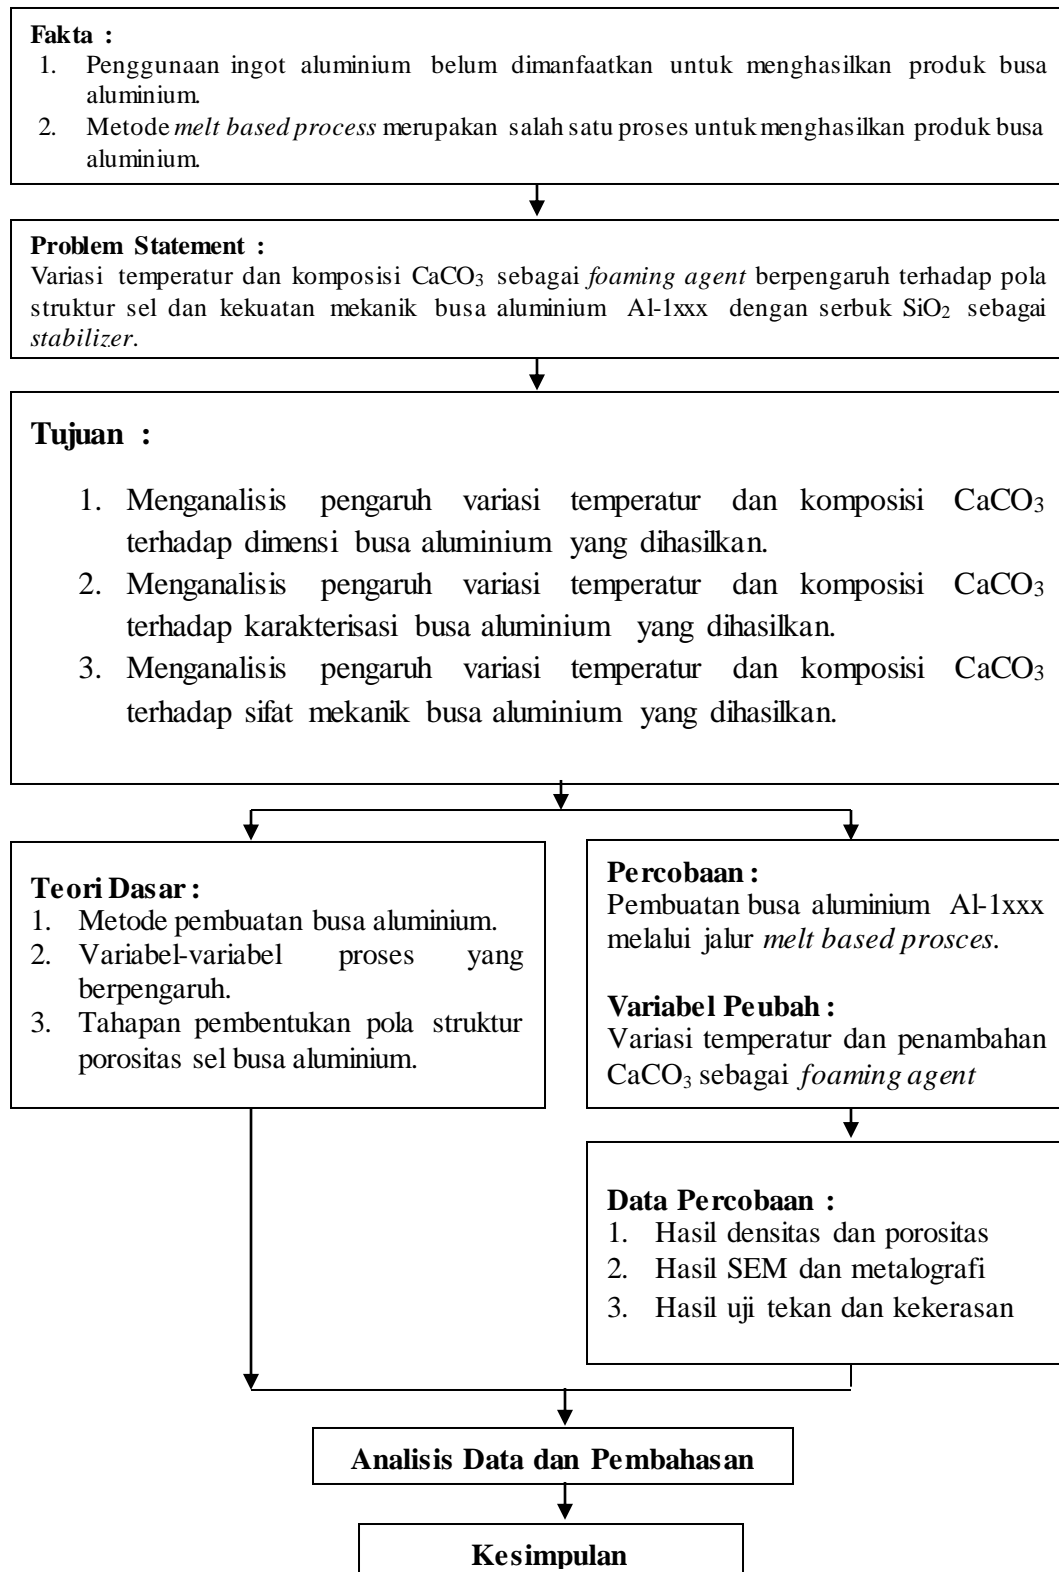 Fakta :
1. Penggunaan ingot aluminium belum dimanfaatkan untuk menghasilkan produk busa
aluminium.
2. Metode melt based process merupakan salah satu proses untuk menghasilkan produk busa
aluminium.
Problem Statement :
Variasi temperatur dan komposisi CaCO₃ sebagai foaming agent berpengaruh terhadap pola
struktur sel dan kekuatan mekanik busa aluminium Al-1xxx dengan serbuk SiO₂ sebagai
stabilizer.
Tujuan :
1. Menganalisis pengaruh variasi temperatur dan komposisi CaCO₃
terhadap dimensi busa aluminium yang dihasilkan.
2. Menganalisis pengaruh variasi temperatur dan komposisi CaCO₃
terhadap karakterisasi busa aluminium yang dihasilkan.
3. Menganalisis pengaruh variasi temperatur dan komposisi CaCO₃
terhadap sifat mekanik busa aluminium yang dihasilkan.
Teori Dasar :
1. Metode pembuatan busa aluminium.
2. Variabel-variabel proses yang
berpengaruh.
3. Tahapan pembentukan pola struktur
porositas sel busa aluminium.
Percobaan :
Pembuatan busa aluminium Al-1xxx
melalui jalur melt based prosces.
Variabel Peubah :
Variasi temperatur dan penambahan
CaCO₃ sebagai foaming agent
Data Percobaan :
1. Hasil densitas dan porositas
2. Hasil SEM dan metalografi
3. Hasil uji tekan dan kekerasan
Analisis Data dan Pembahasan
Kesimpulan